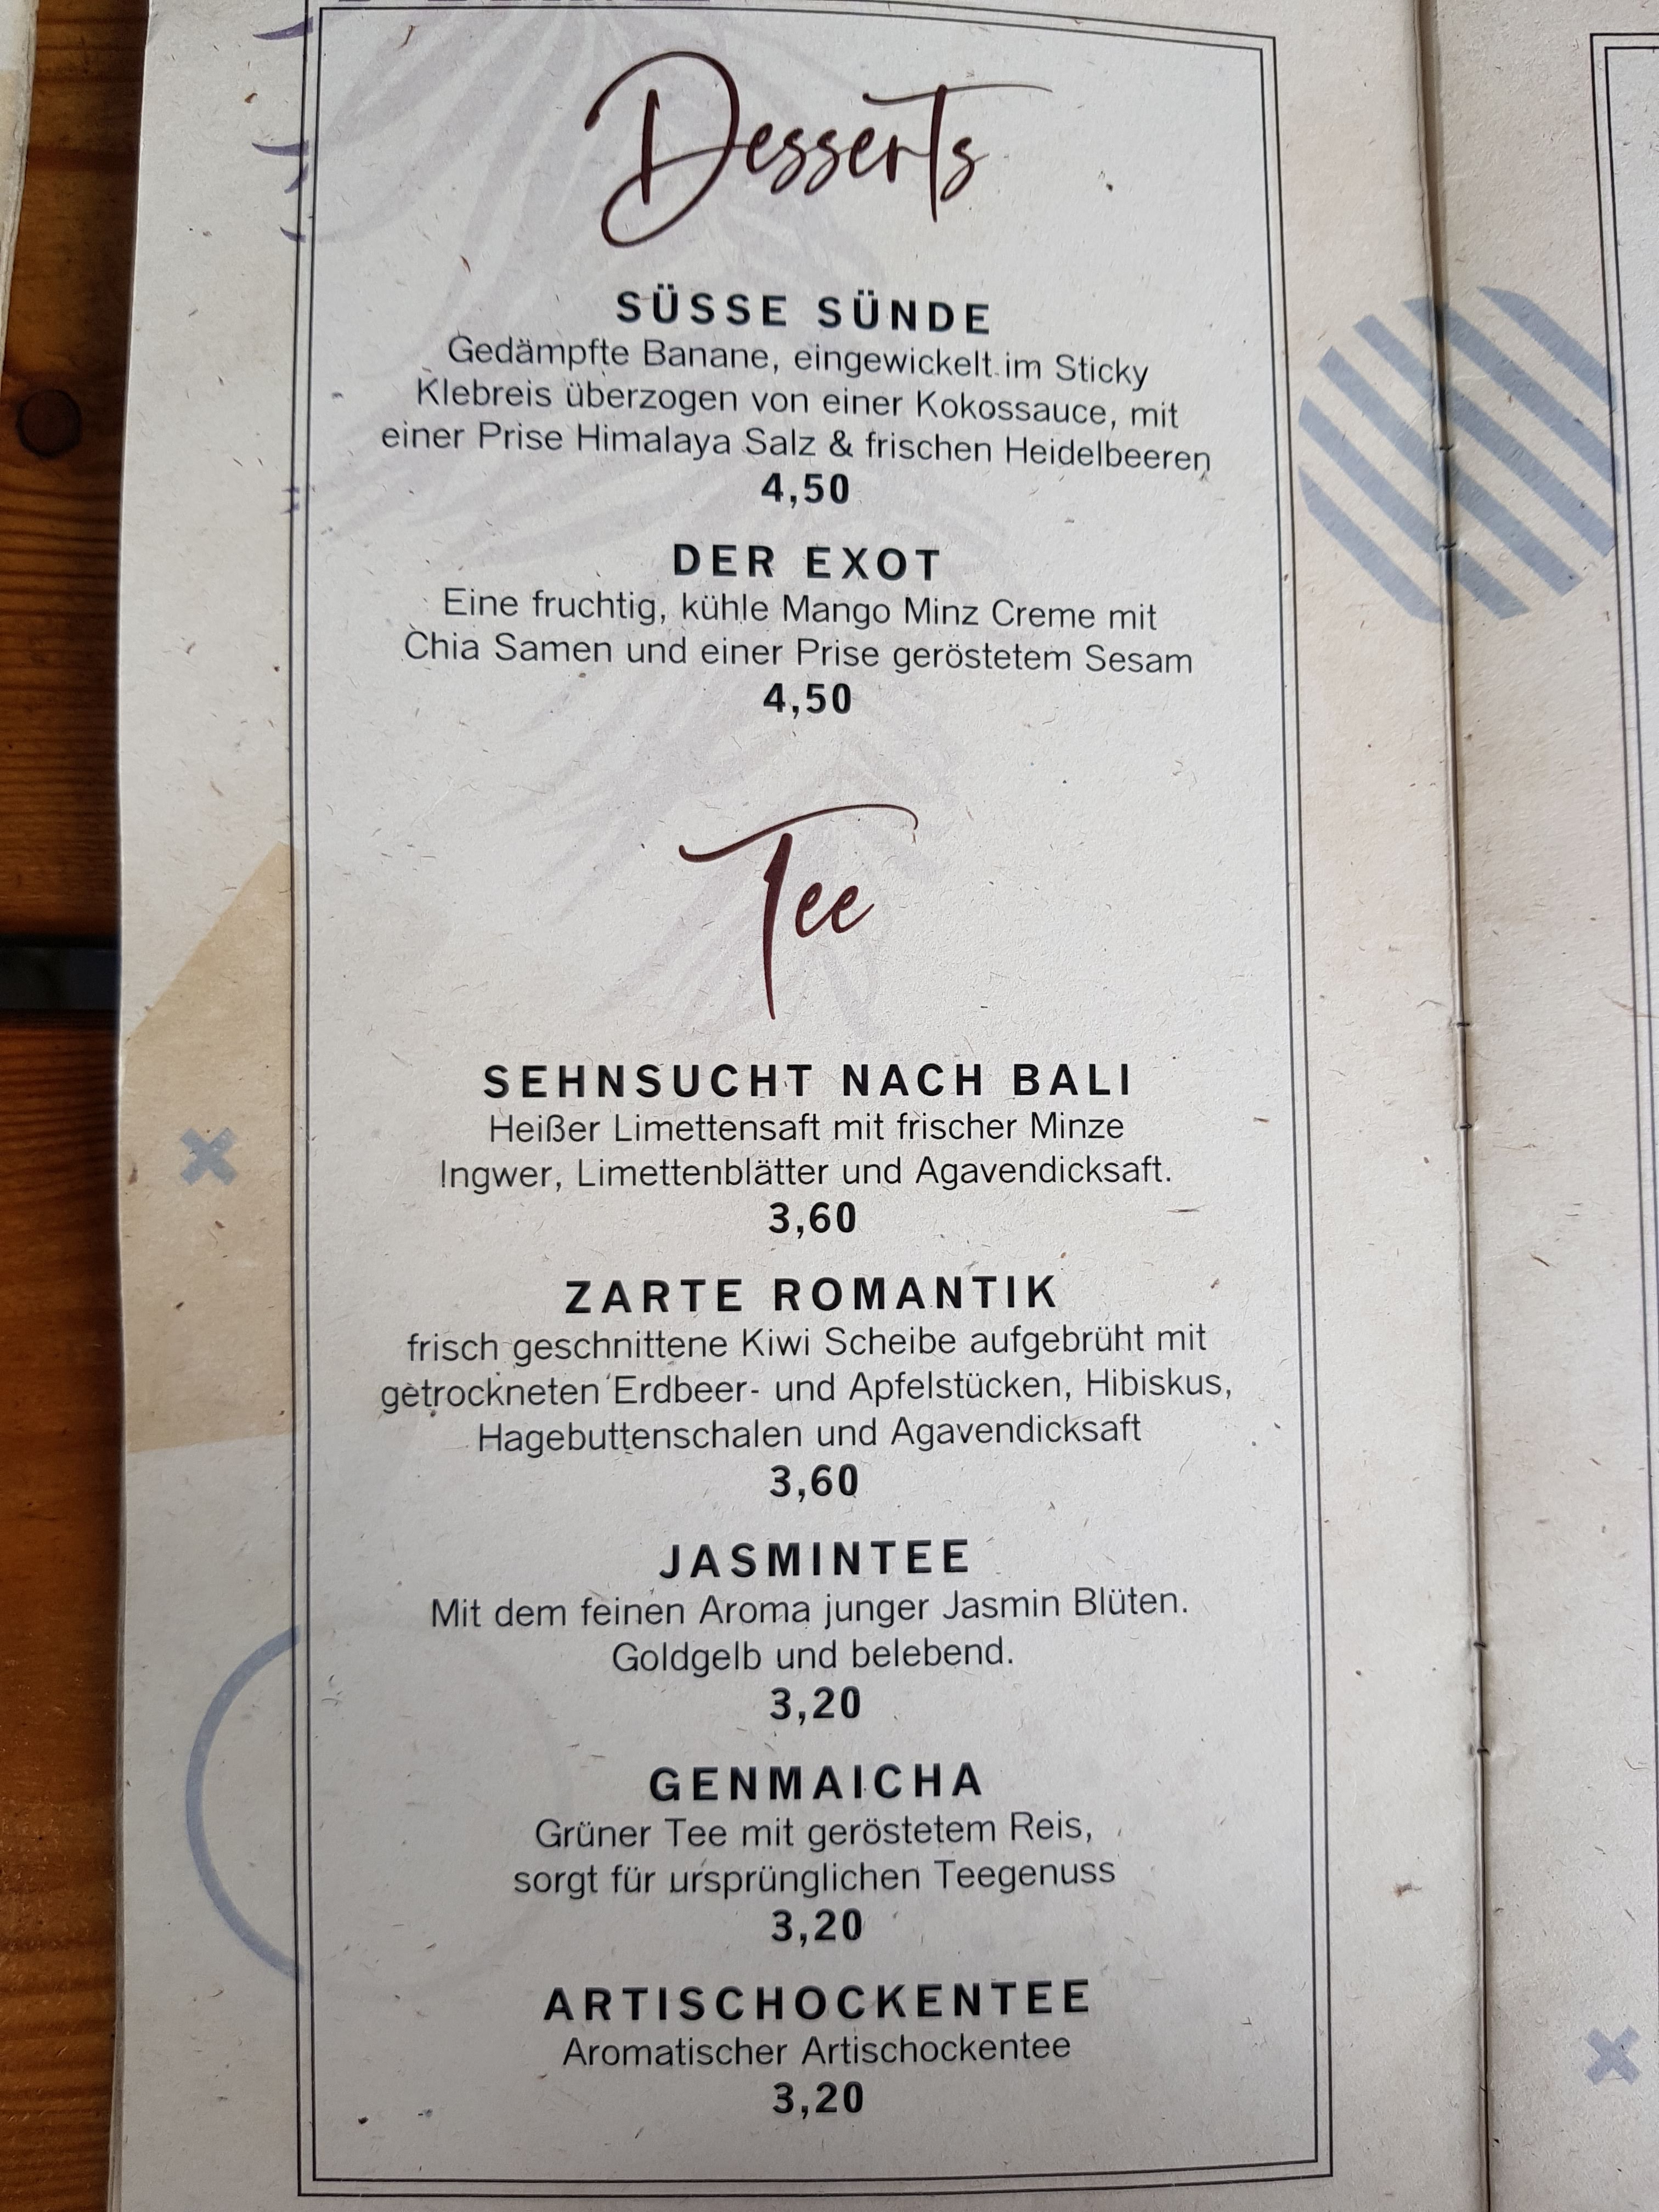 Desserts
SÜSSE SÜNDE
Gedämpfte Banane, eingewickelt im Sticky
Klebreis überzogen von einer Kokossauce, mit
einer Prise Himalaya Salz & frischen Heidelbeeren
4,50
DER EXOT
Eine fruchtig, kühle Mango Minz Creme mit
Chia Samen und einer Prise geröstetem Sesam
4,50
Tee
SEHNSUCHT NACH BALI
Heißer Limettensaft mit frischer Minze
Ingwer, Limettenblätter und Agavendicksaft.
3,60
ZARTE ROMANTIK
frisch geschnittene Kiwi Scheibe aufgebrüht mit
getrockneten Erdbeer- und Apfelstücken, Hibiskus,
Hagebuttenschalen und Agavendicksaft
3,60
JASMINTEE
Mit dem feinen Aroma junger Jasmin Blüten.
Goldgelb und belebend.
3,20
GENMAICHA
Grüner Tee mit geröstetem Reis,
sorgt für ursprünglichen Teegenuss
3,20
ARTISCHOCKENTEE
Aromatischer Artischockentee
3,20